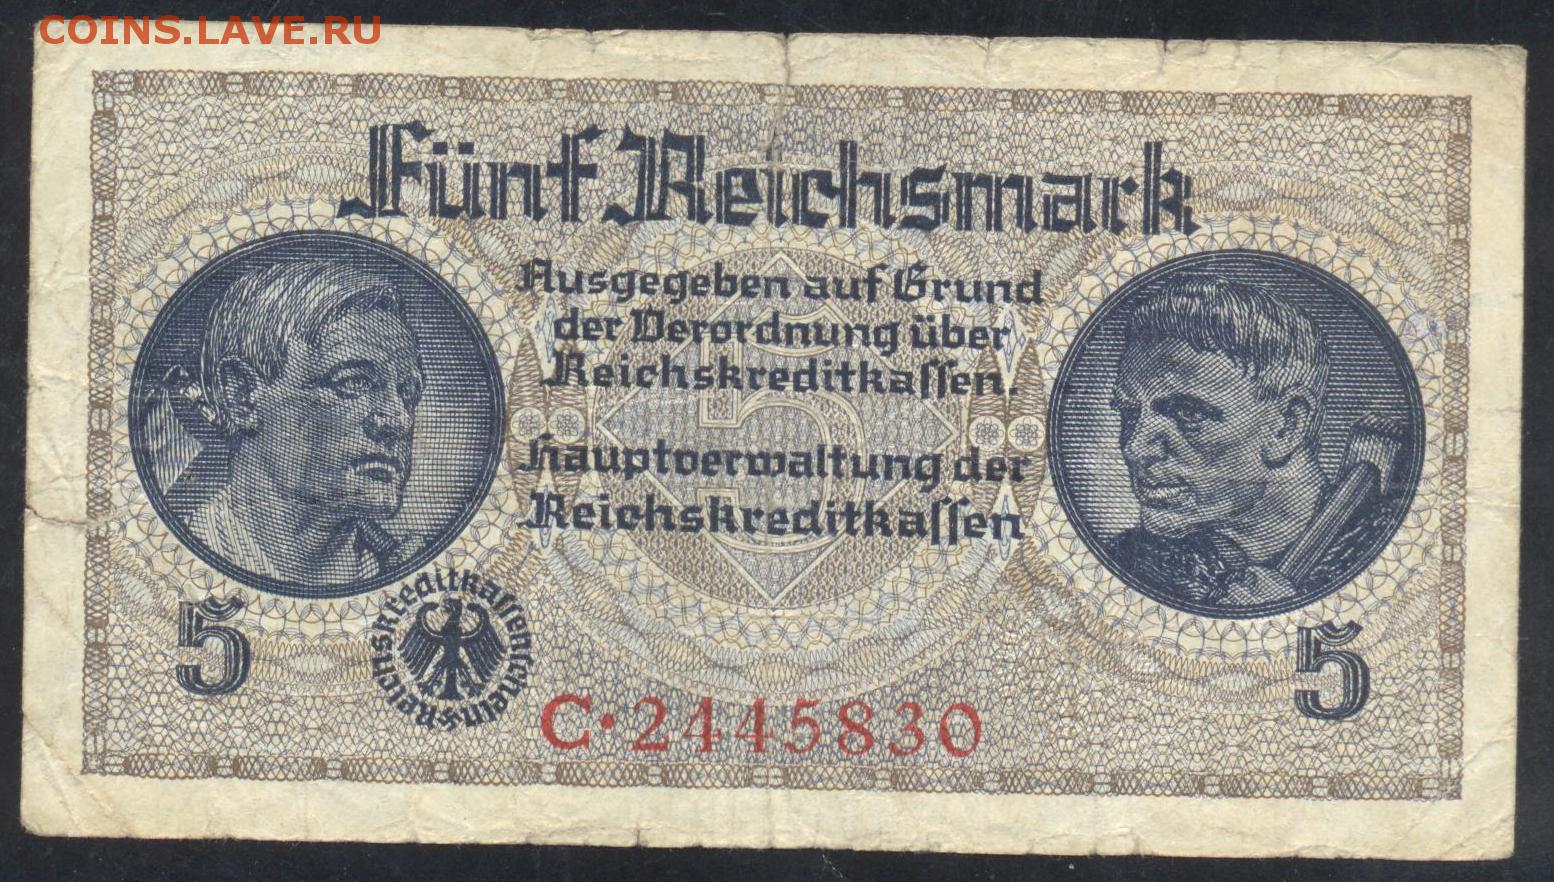 COINS.LAVE.RU
Fünf Reichsmark
Ausgegeben auf Grund
der Verordnung über
Reichskreditkassen.
Hauptverwaltung der
Reichskreditkassen
5
5
5
Reichskreditkassen
C·2445830